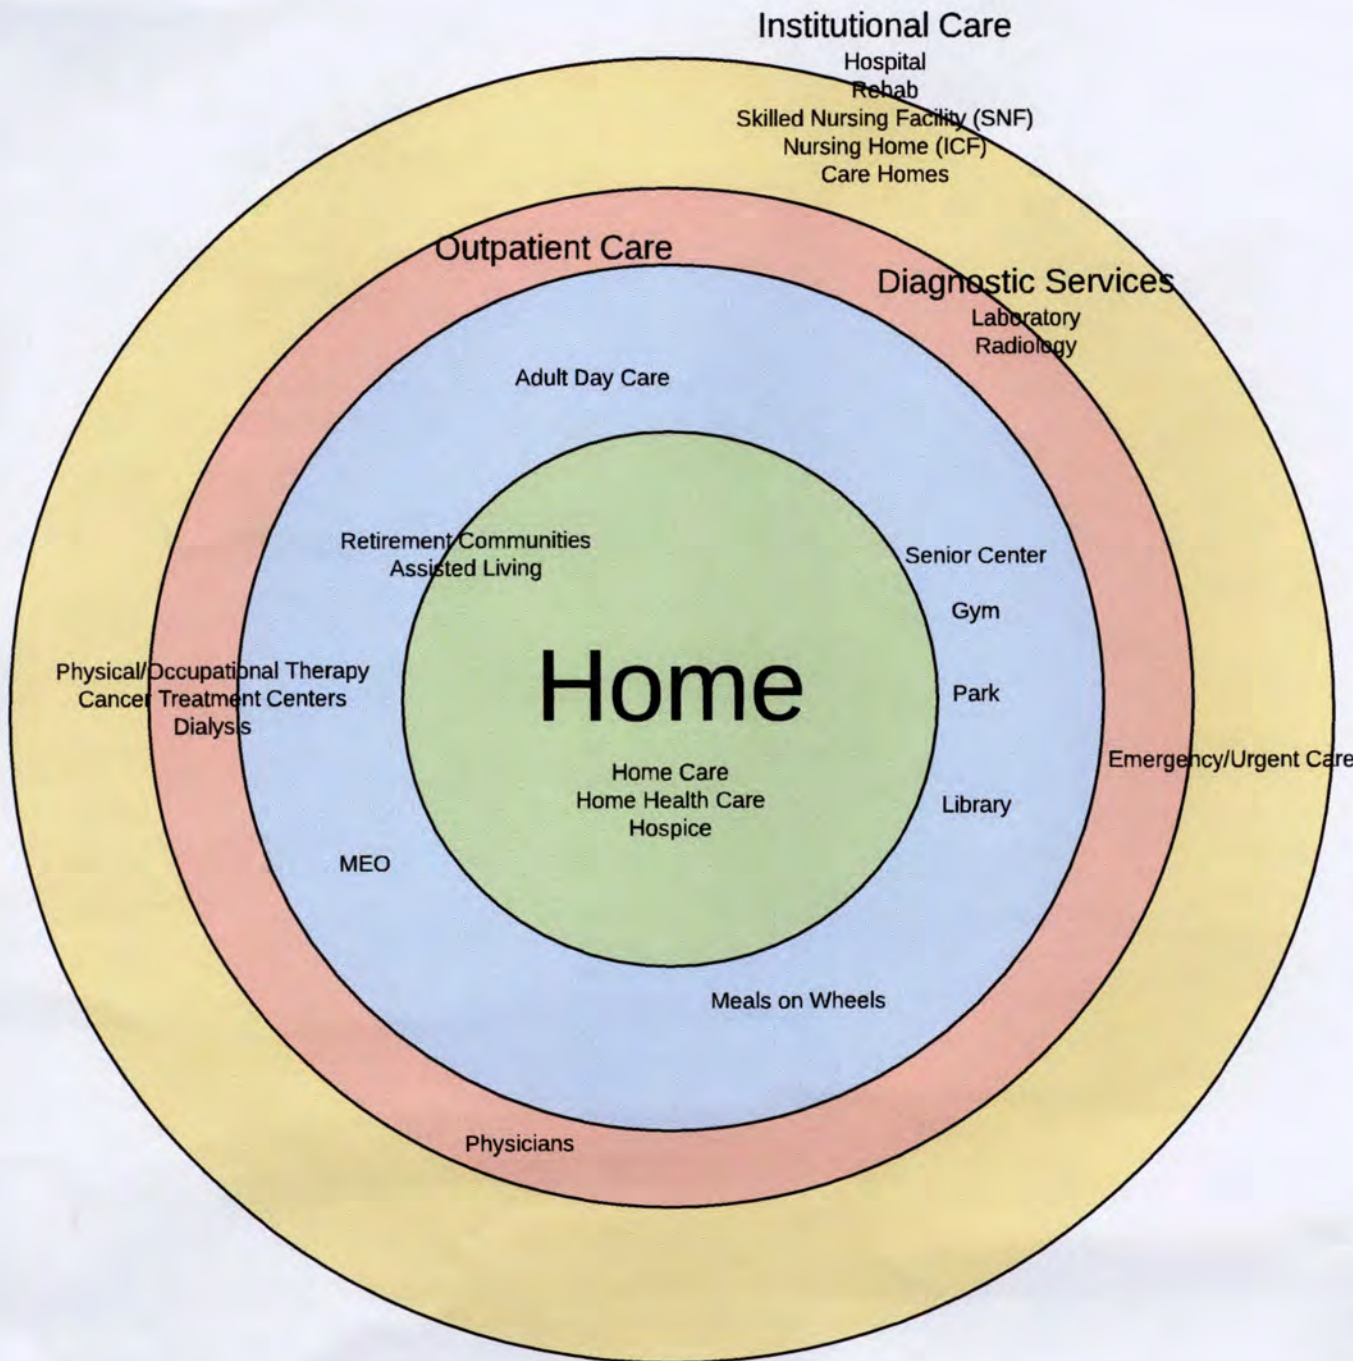 Institutional Care
Hospital
Rehab
Skilled Nursing Facility (SNF)
Nursing Home (ICF)
Care Homes
Outpatient Care
Diagnostic Services
Laboratory
Radiology
Adult Day Care
Retirement Communities
Assisted Living
Senior Center
Gym
Home
Physical/Occupational Therapy
Cancer Treatment Centers
Dialysis
Park
Emergency/Urgent Care
Home Care
Home Health Care
Hospice
Library
MEO
Meals on Wheels
Physicians